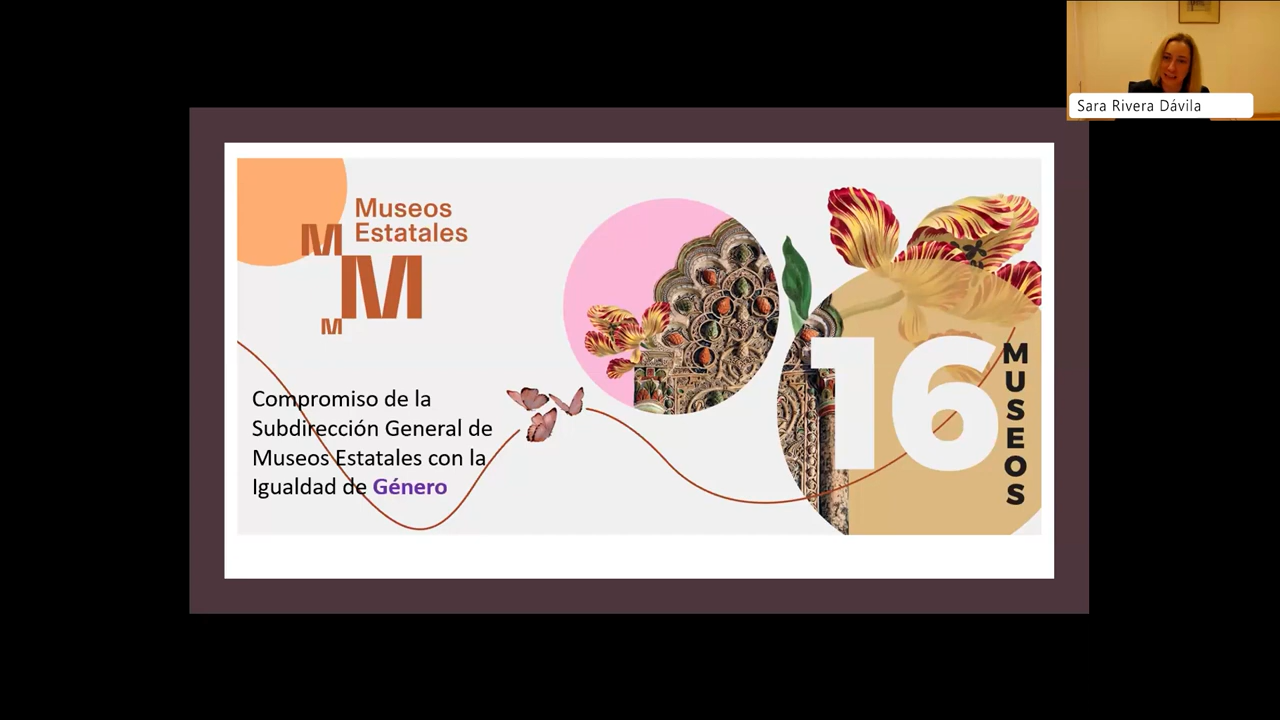 Sara Rivera Dávila
Museos
Estatales
M
M
M
Compromiso de la
Subdirección General de
Museos Estatales con la
Igualdad de Género
16
MUSEOS